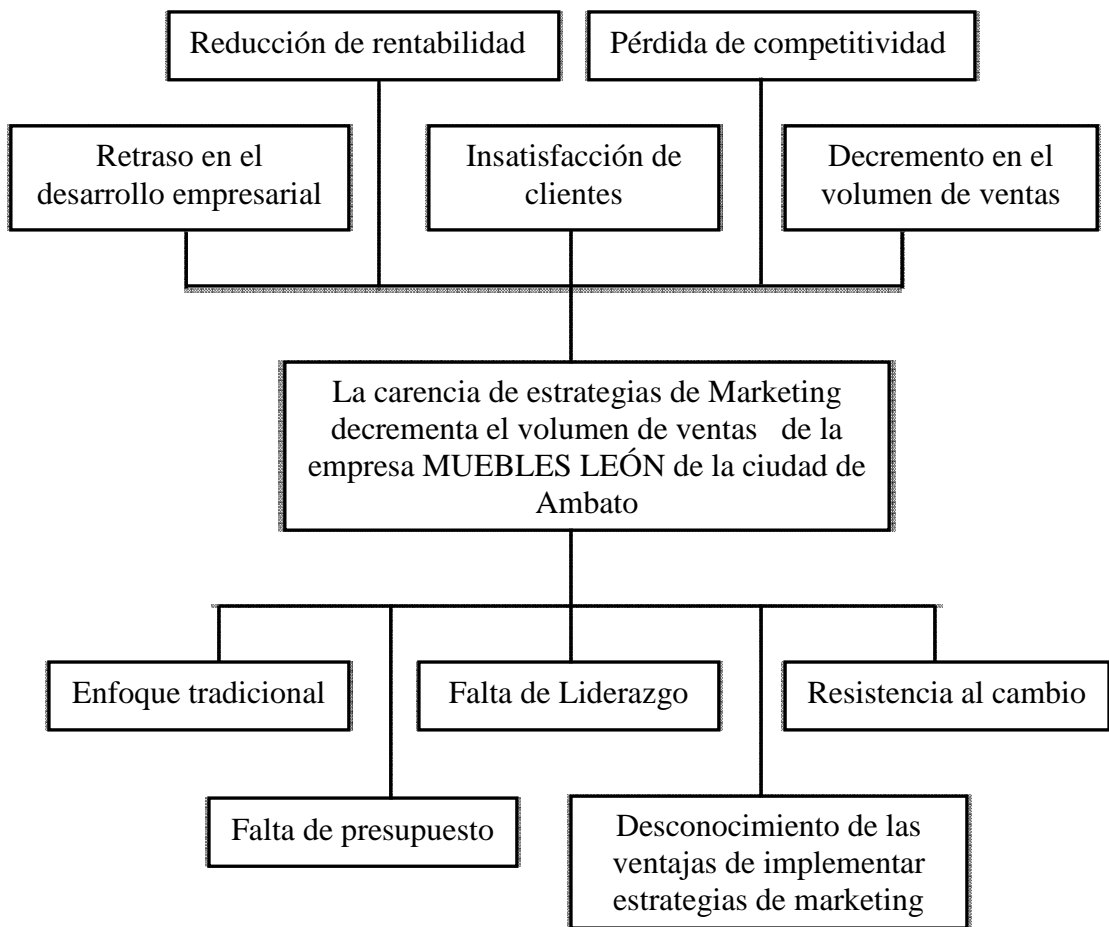 Reducción de rentabilidad
Pérdida de competitividad
Retraso en el
desarrollo empresarial
Insatisfacción de
clientes
Decremento en el
volumen de ventas
La carencia de estrategias de Marketing
decrementa el volumen de ventas de la
empresa MUEBLES LEÓN de la ciudad de
Ambato
Enfoque tradicional
Falta de Liderazgo
Resistencia al cambio
Falta de presupuesto
Desconocimiento de las
ventajas de implementar
estrategias de marketing